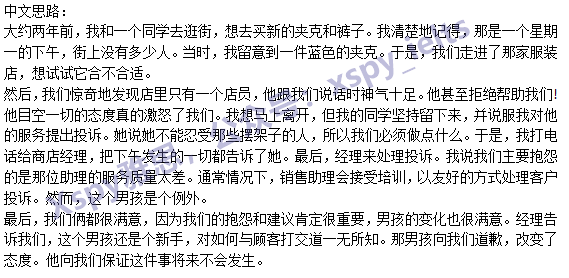 中文思路：
大约两年前，我和一个同学去逛街，想去买新的夹克和裤子。我清楚地记得，那是一个星期
一的下午，街上没有多少人。当时，我留意到一件蓝色的夹克。于是，我们走进了那家服装
店，想试试它合不合适。
然后，我们惊奇地发现店里只有一个店员，他跟我们说话时神气十足。他甚至拒绝帮助我们!
他目空一切的态度真的激怒了我们。我想马上离开，但我的同学坚持留下来，并说服我对他
的服务提出投诉。她说她不能忍受那些摆架子的人，所以我们必须做点什么。于是，我打电
话给商店经理，把下午发生的一切都告诉了她。最后，经理来处理投诉。我说我们主要抱怨
的是那位助理的服务质量太差。通常情况下，销售助理会接受培训，以友好的方式处理客户
投诉。然而，这个男孩是个例外。
最后，我们俩都很满意，因为我们的抱怨和建议肯定很重要，男孩的变化也很满意。经理告
诉我们，这个男孩还是个新手，对如何与顾客打交道一无所知。那男孩向我们道歉，改变了
态度。他向我们保证这件事将来不会发生。